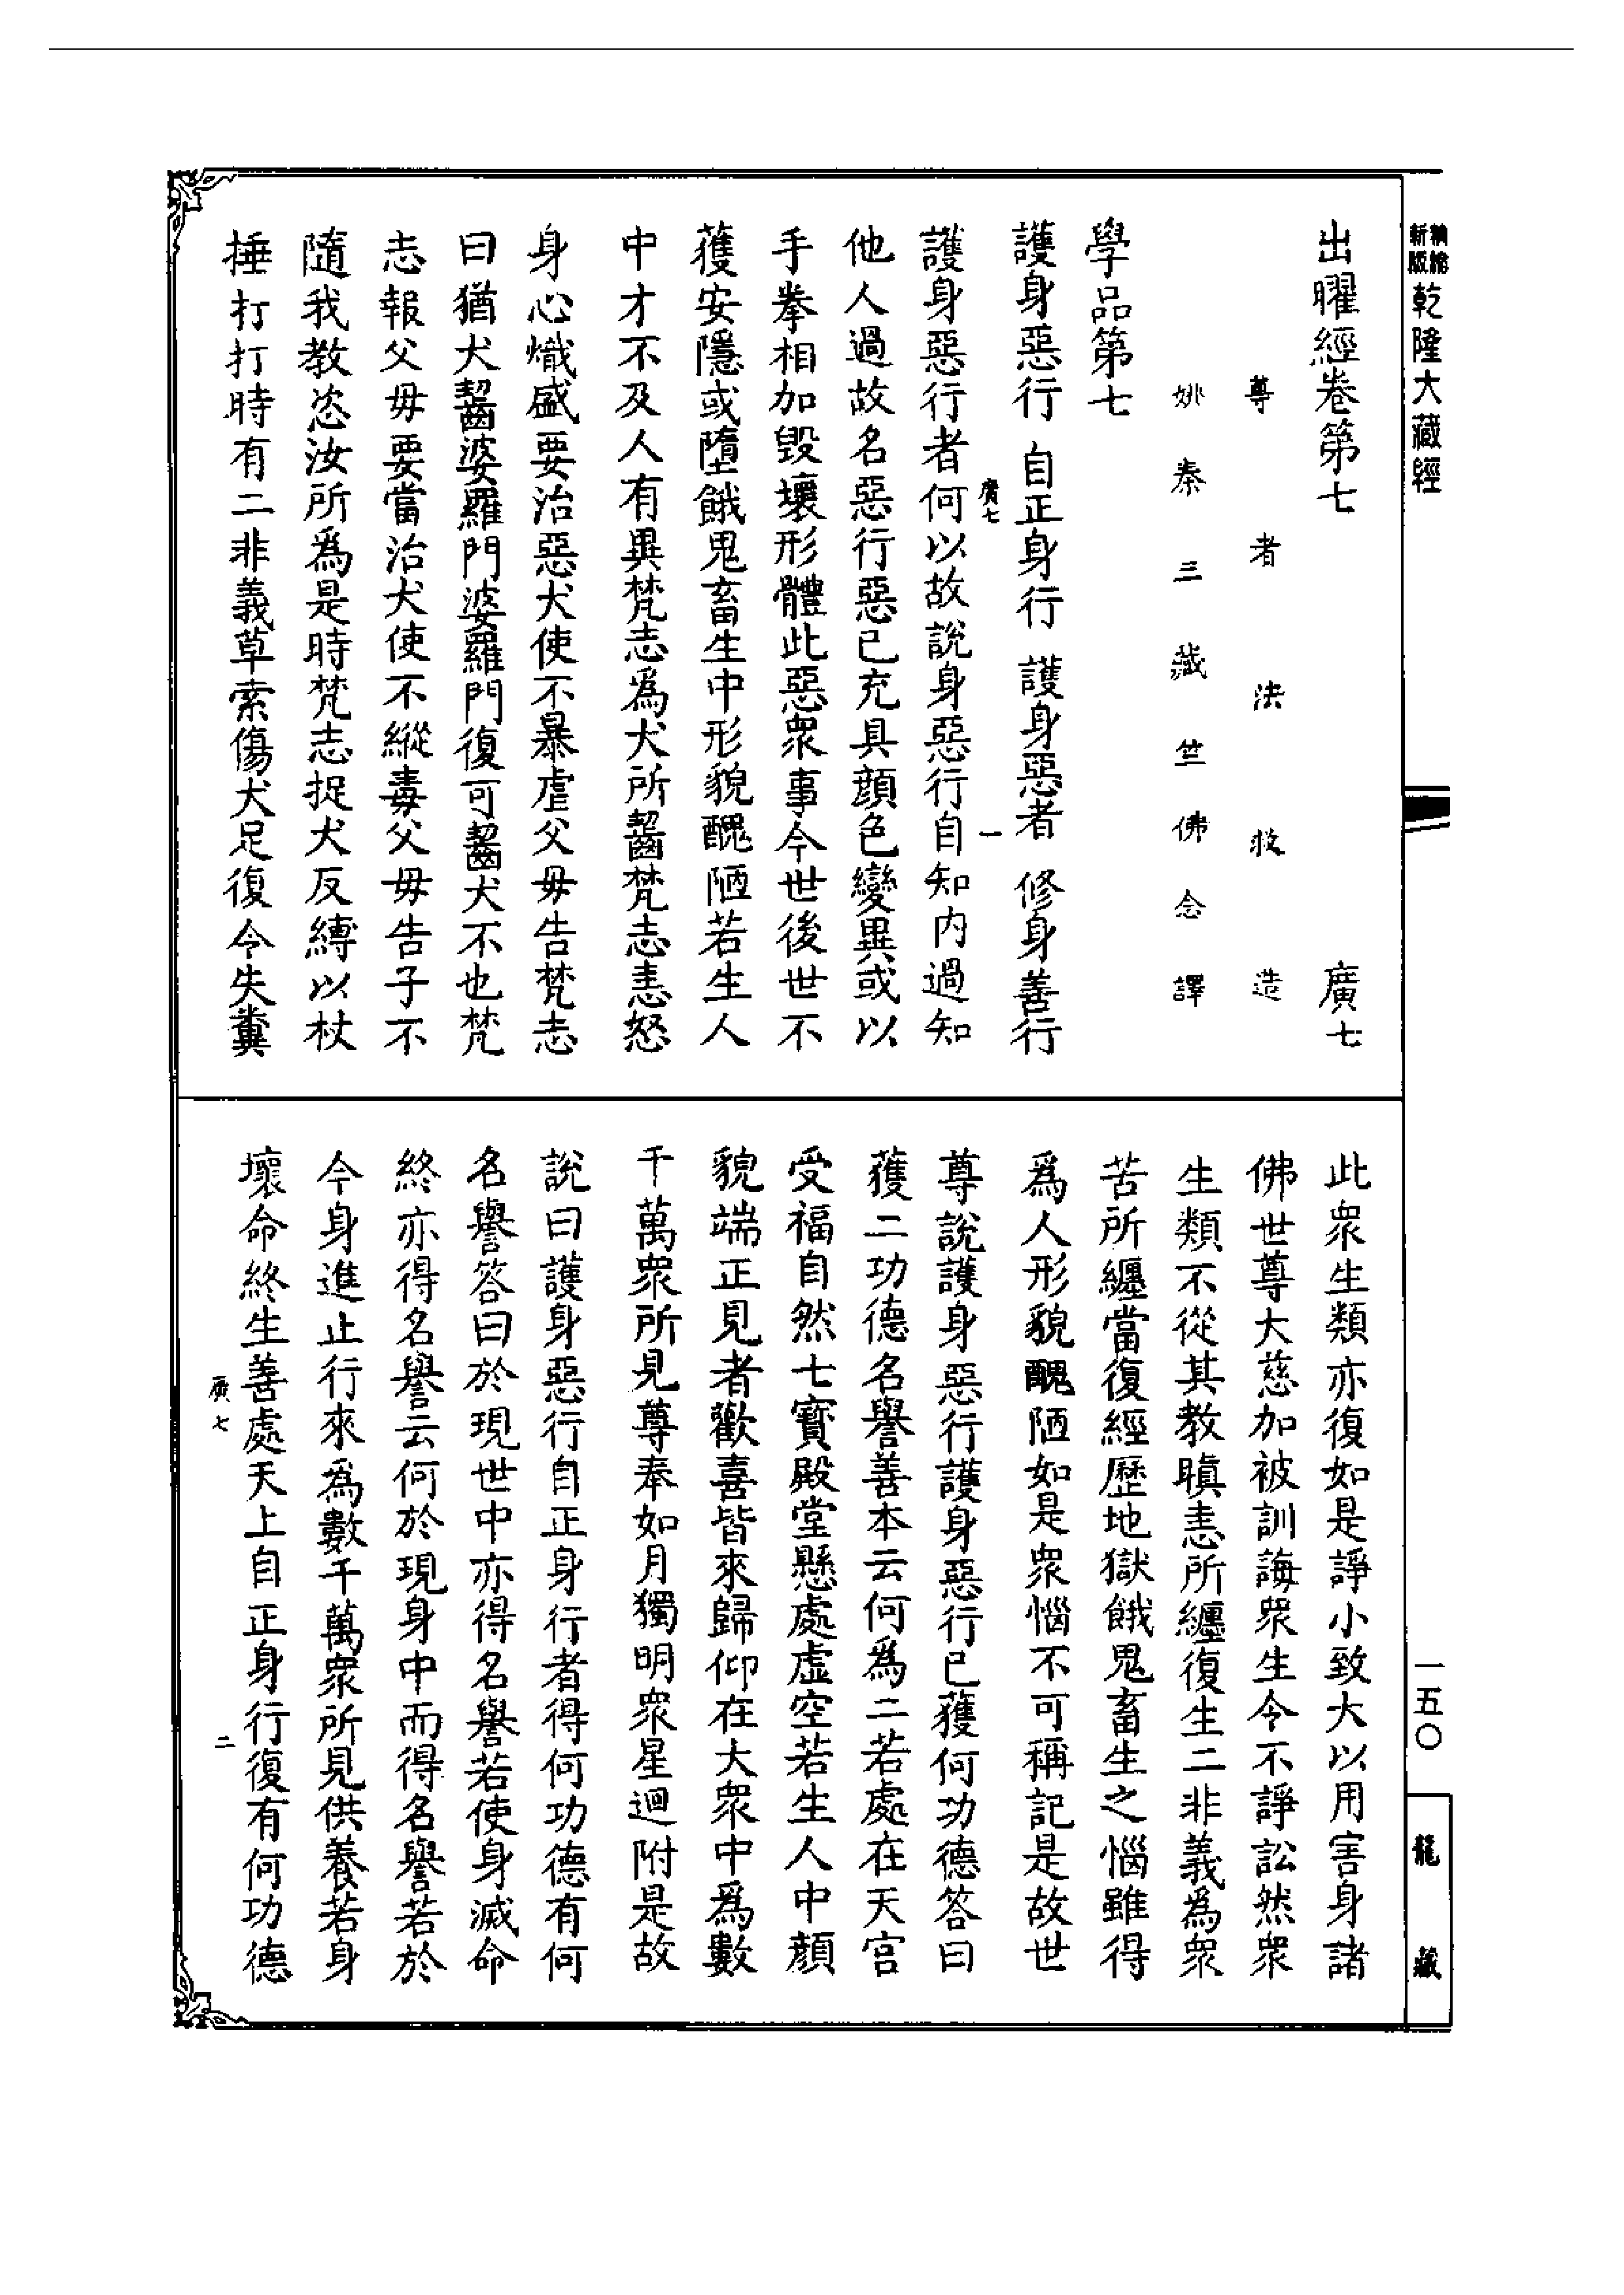 精縮新版乾隆大藏經
出曜經卷第七　廣七
尊者法救造
姚秦三藏竺佛念譯
學品第七
護身惡行　自正身行　護身惡者　修身善行
廣七　一
護身惡行者何以故說身惡行自知内過知
他人過故名惡行惡已充具顏色變異或以
手拳相加毀壞形體此惡眾事今世後世不
獲安隱或墮餓鬼畜生中形貌醜陋若生人
中才不及人有異梵志爲犬所齧梵志恚怒
身心熾盛要治惡犬使不暴虐父毋告梵志
曰猶犬齧婆羅門婆羅門復可齧犬不也梵
志報父毋要當治犬使不縱毒父毋告子不
隨我教恣汝所爲是時梵志捉犬反縛以杖
捶打打時有二非義草索傷犬足復令失糞
此眾生類亦復如是諍小致大以用害身諸
佛世尊大慈加被訓誨眾生令不諍訟然眾
生類不從其教瞋恚所纏復生二非義為眾
苦所纏當復經歷地獄餓鬼畜生之惱雖得
爲人形貌醜陋如是眾惱不可稱記是故世
尊說護身惡行護身惡行已獲何功德答曰
獲二功德名譽善本云何爲二若處在天宫
受福自然七寳殿堂懸處虛空若生人中顏
貌端正見者歡喜皆來歸仰在大眾中爲數
千萬眾所見尊奉如月獨明眾星迴附是故
說曰護身惡行自正身行者得何功德有何
名譽答曰於現世中亦得名譽若使身滅命
終亦得名譽云何於現身中而得名譽若於
今身進止行來爲數千萬眾所見供養若身
壞命終生善處天上自正身行復有何功德
廣七　二
一五〇
龍藏